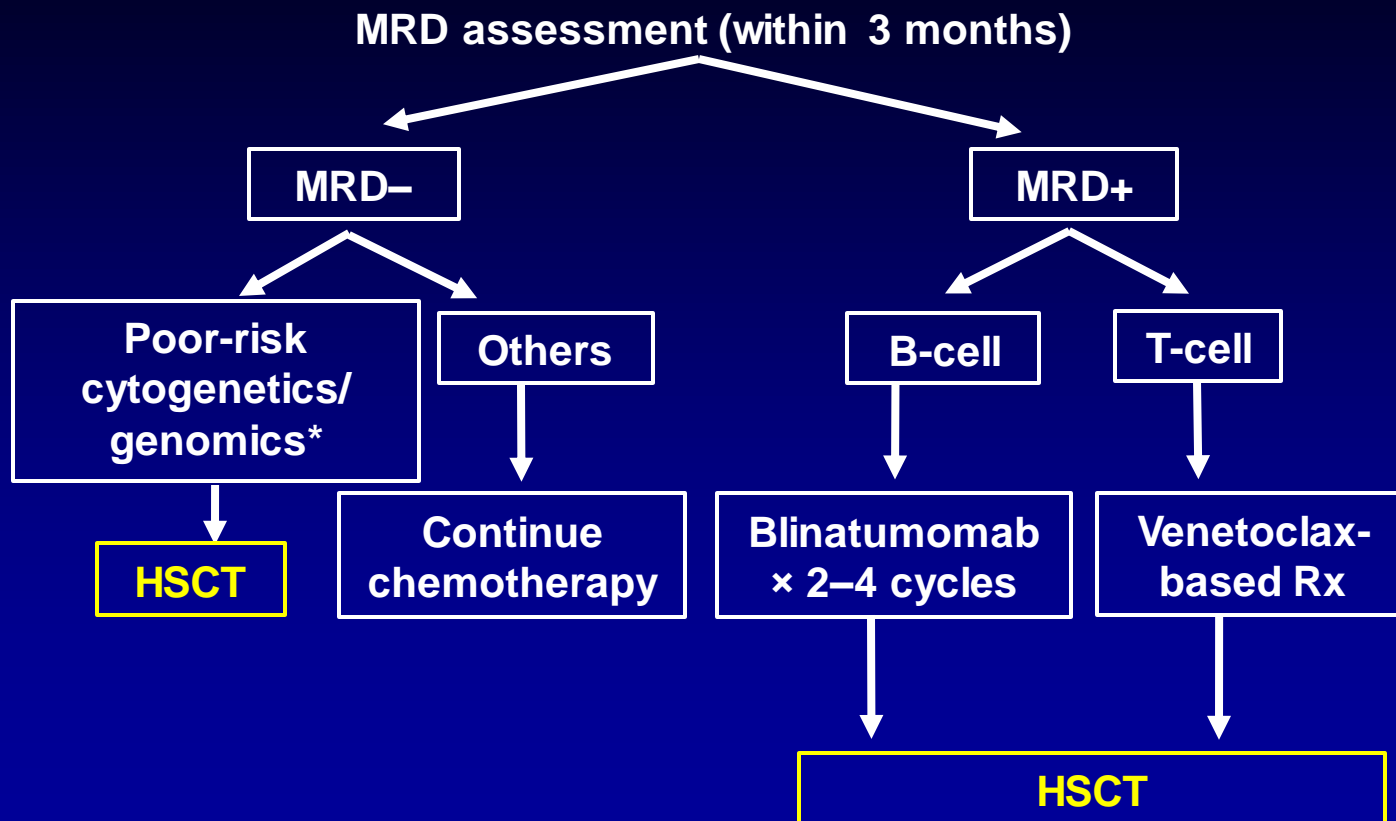 MRD assessment (within 3 months)
MRD–
MRD+
Poor-risk
cytogenetics/
genomics*
Others
B-cell
T-cell
HSCT
Continue
chemotherapy
Blinatumomab
× 2–4 cycles
Venetoclax-
based Rx
HSCT